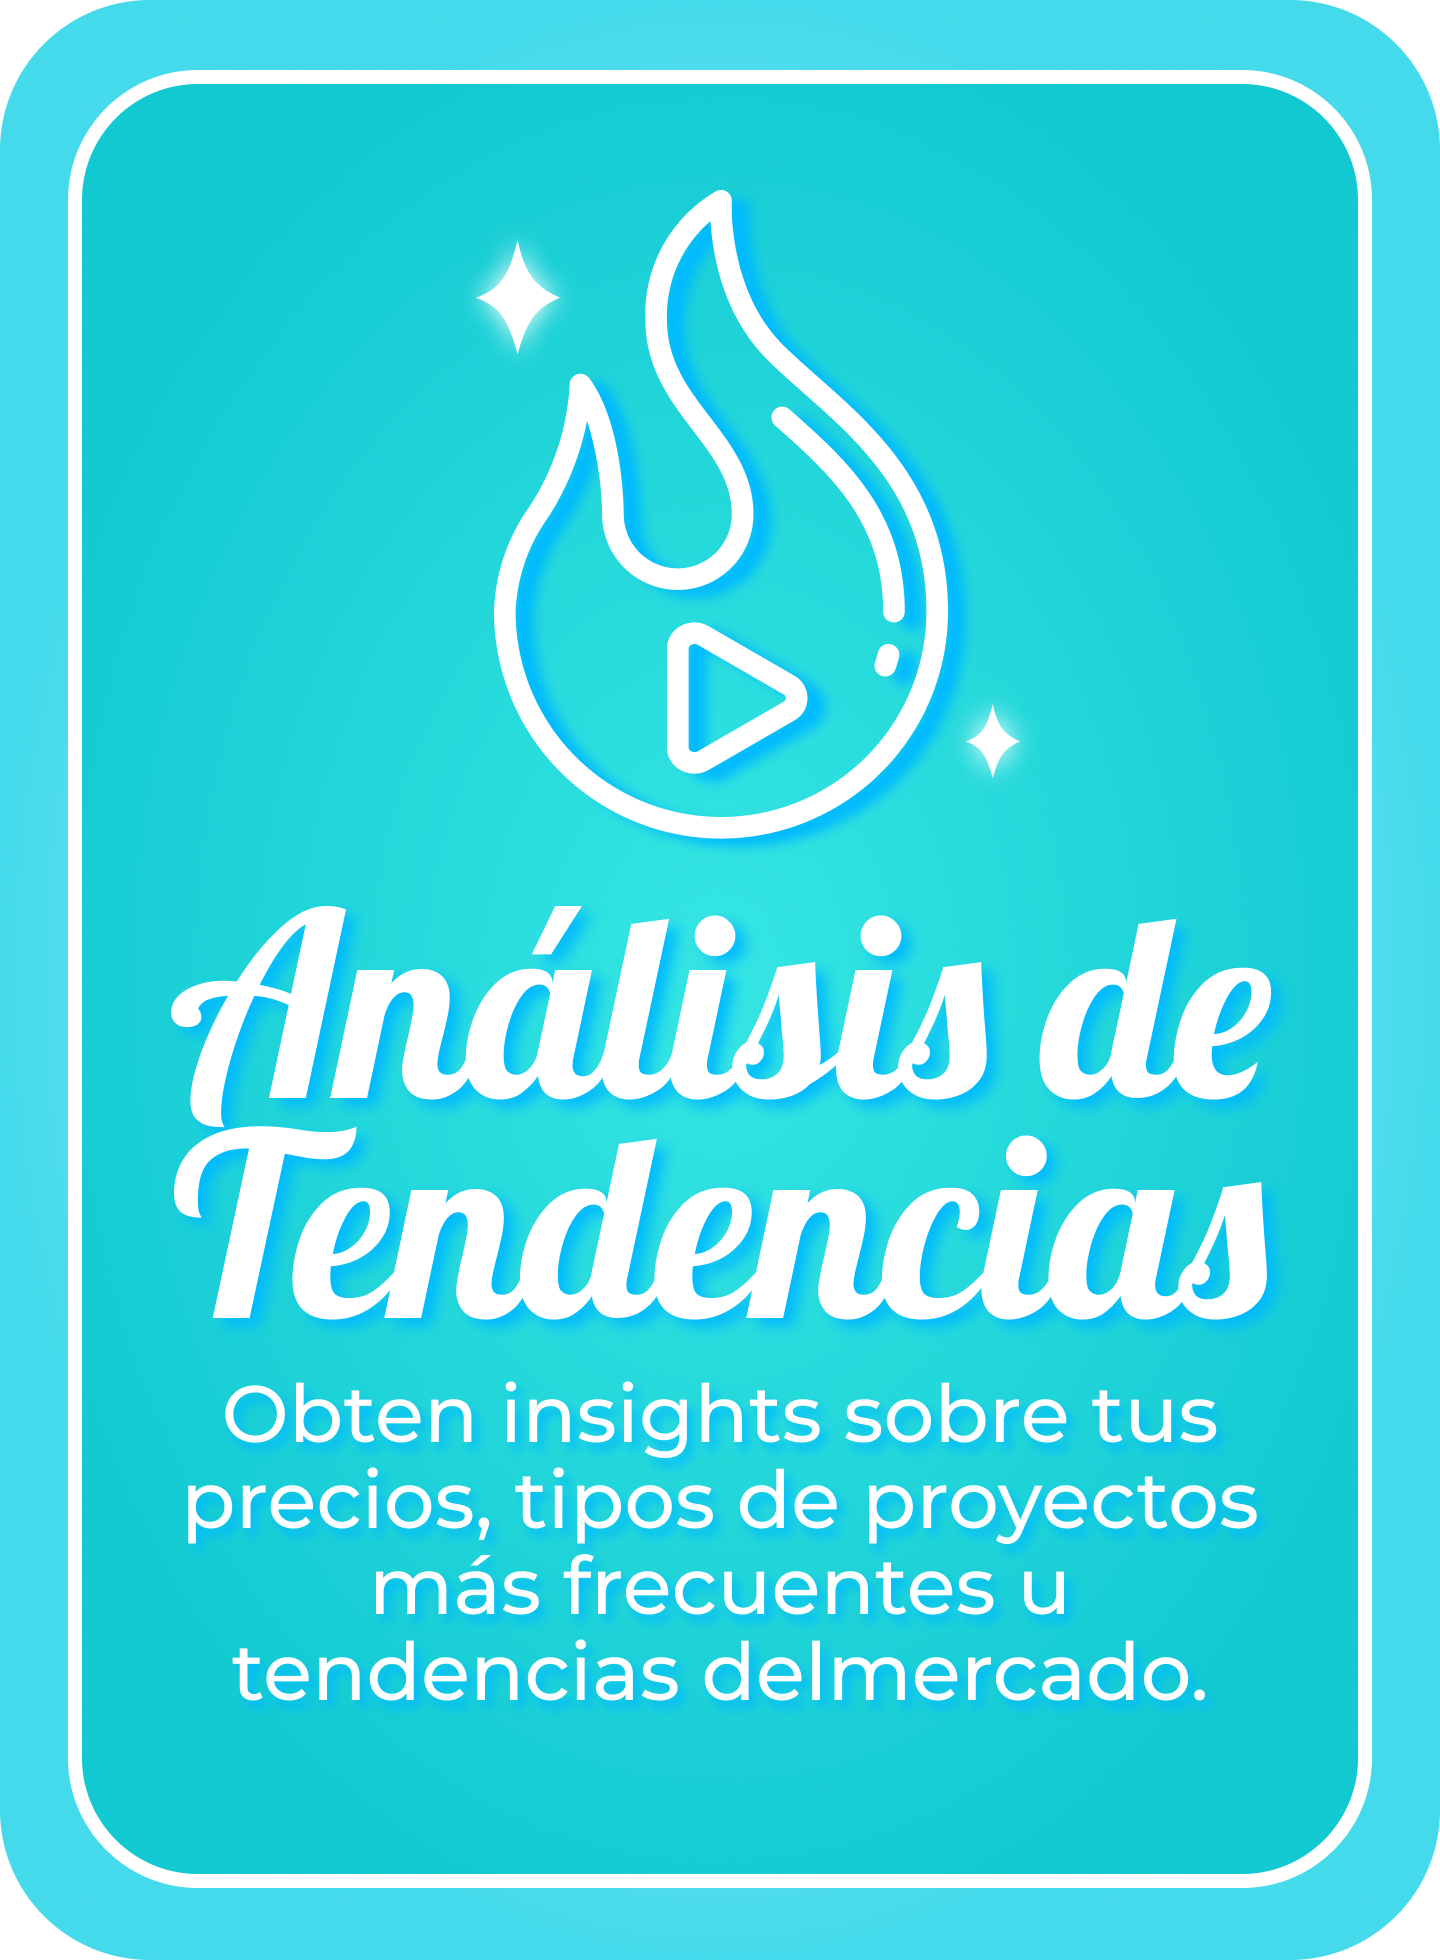 Análisis de
Tendencias
Obten insights sobre tus
precios, tipos de proyectos
más frecuentes u
tendencias delmercado.